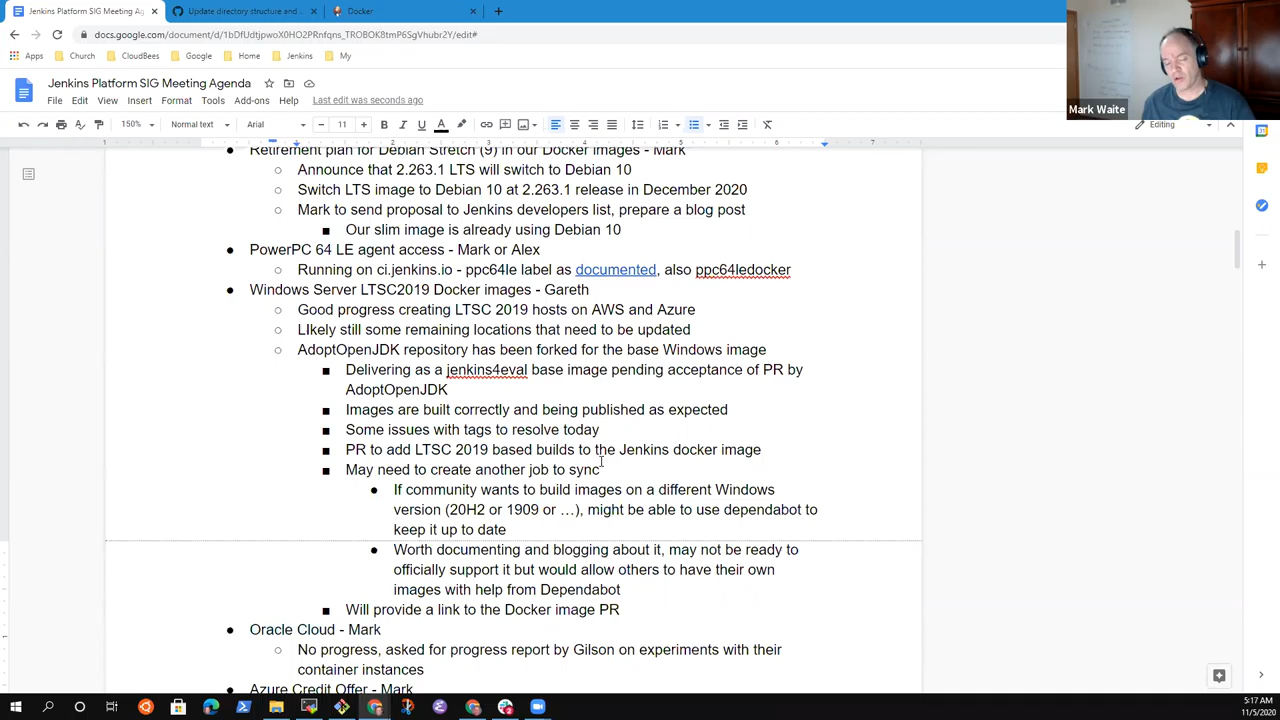 Jenkins Platform SIG Meeting Ag
Update directory structure and
Docker
docs.google.com/document/d/1bDfUdtjpwoX0HO2PRnfqns_TROBOK8tmP6SgVhubr2Y/edit#
Apps
Church
CloudBees
Google
Home
Jenkins
My
Jenkins Platform SIG Meeting Agenda
File Edit View Insert Format Tools Add-ons Help Last edit was seconds ago
150% Normal text Arial 11 Editing
Mark Waite
1 2 3 4 5 6 7
Retirement plan for Debian Stretch (9) in our Docker images - Mark
Announce that 2.263.1 LTS will switch to Debian 10
Switch LTS image to Debian 10 at 2.263.1 release in December 2020
Mark to send proposal to Jenkins developers list, prepare a blog post
Our slim image is already using Debian 10
PowerPC 64 LE agent access - Mark or Alex
Running on ci.jenkins.io - ppc64le label as documented, also ppc64ledocker
Windows Server LTSC2019 Docker images - Gareth
Good progress creating LTSC 2019 hosts on AWS and Azure
LIkely still some remaining locations that need to be updated
AdoptOpenJDK repository has been forked for the base Windows image
Delivering as a jenkins4eval base image pending acceptance of PR by
AdoptOpenJDK
Images are built correctly and being published as expected
Some issues with tags to resolve today
PR to add LTSC 2019 based builds to the Jenkins docker image
May need to create another job to sync
If community wants to build images on a different Windows
version (20H2 or 1909 or …), might be able to use dependabot to
keep it up to date
Worth documenting and blogging about it, may not be ready to
officially support it but would allow others to have their own
images with help from Dependabot
Will provide a link to the Docker image PR
Oracle Cloud - Mark
No progress, asked for progress report by Gilson on experiments with their
container instances
Azure Credit Offer - Mark
5:17 AM
11/5/2020